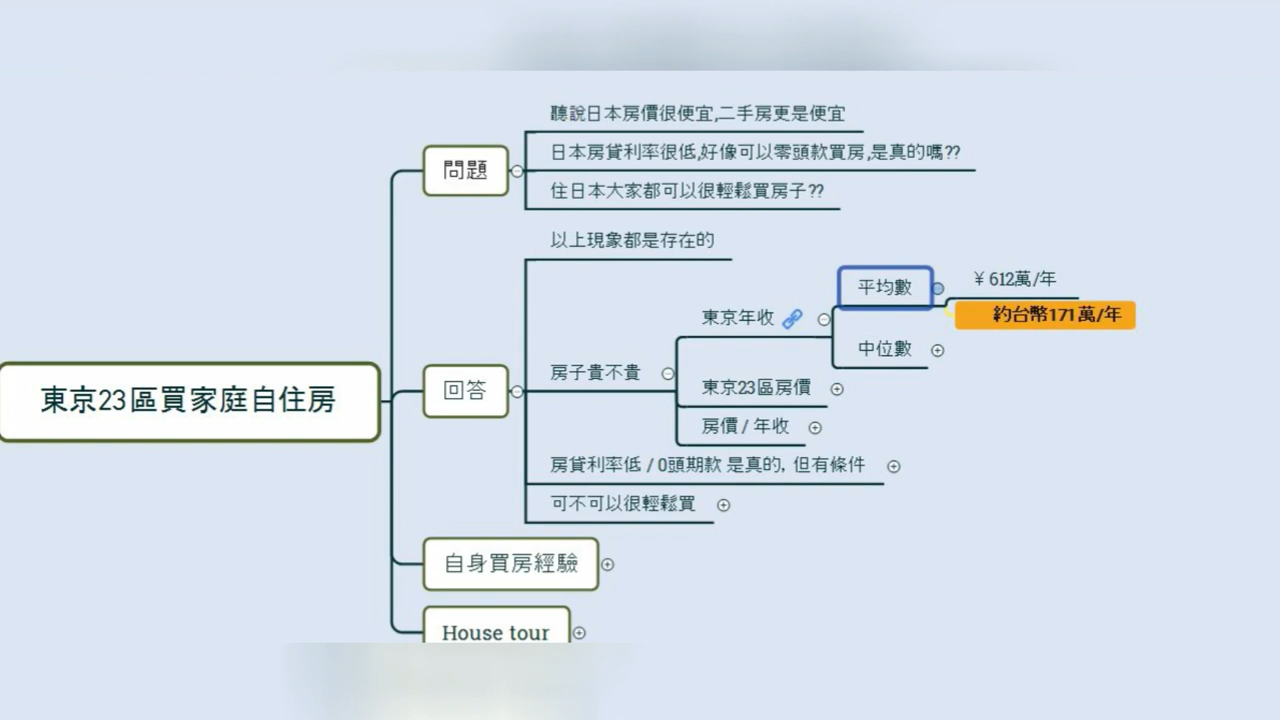 東京23區買家庭自住房
問題
聽說日本房價很便宜,二手房更是便宜
日本房貸利率很低,好像可以零頭款買房,是真的嗎??
住日本大家都可以很輕鬆買房子??
回答
以上現象都是存在的
房子貴不貴
東京年收
平均數
¥ 612萬/年
約台幣171萬/年
中位數
東京23區房價
房價 / 年收
房貸利率低 / 0頭期款 是真的, 但有條件
可不可以很輕鬆買
自身買房經驗
House tour